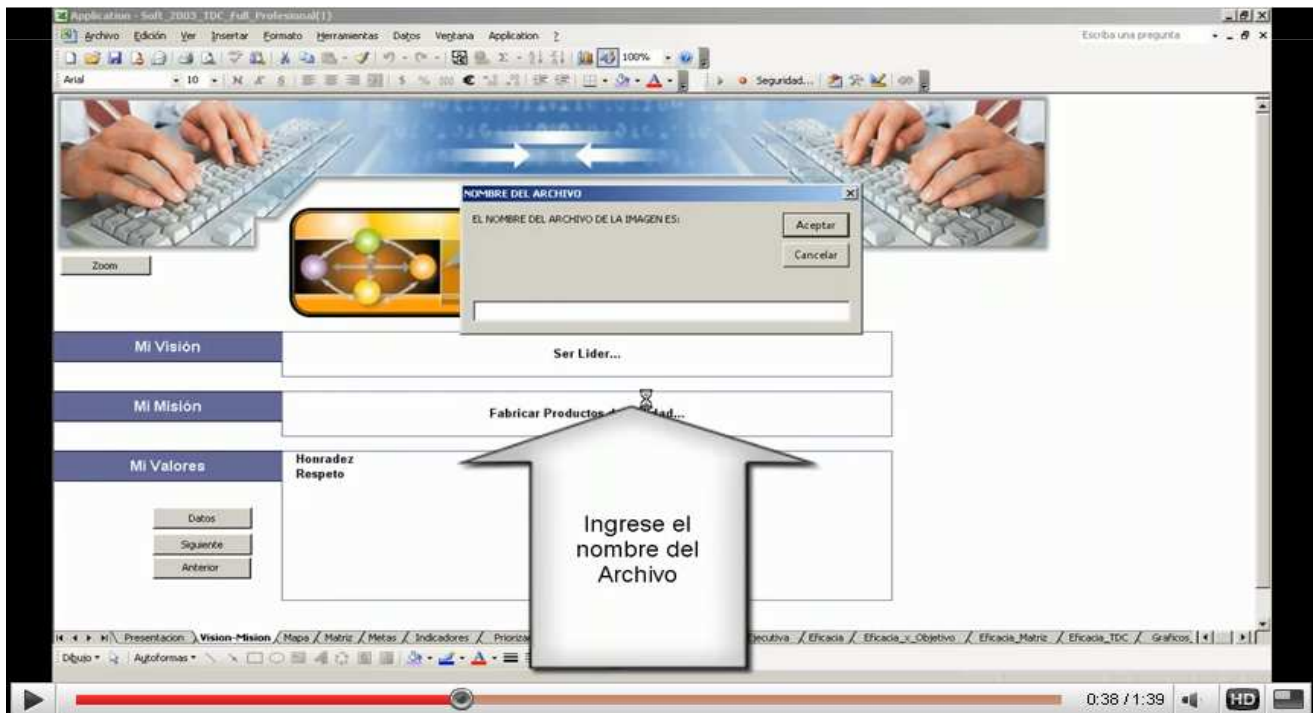 Application - Soft_2003_TDC_Full_Profesional(1)
Archivo Edición Ver Insertar Formato Herramientas Datos Ventana Application ?
Escriba una pregunta
100%
Arial 10 N K S
Seguridad...
NOMBRE DEL ARCHIVO
EL NOMBRE DEL ARCHIVO DE LA IMAGEN ES:
Aceptar
Cancelar
Zoom
Mi Visión
Ser Lider...
Mi Misión
Fabricar Productos
Mi Valores
Honradez
Respeto
Datos
Siguiente
Anterior
Ingrese el
nombre del
Archivo
Presentacion Vision-Mision Mapa Matriz Metas Indicadores Eficacia Eficacia_x_Objetivo Eficacia_Matriz Eficacia_TDC Graficos
Dibujo Autoformas
0:38 / 1:39
HD